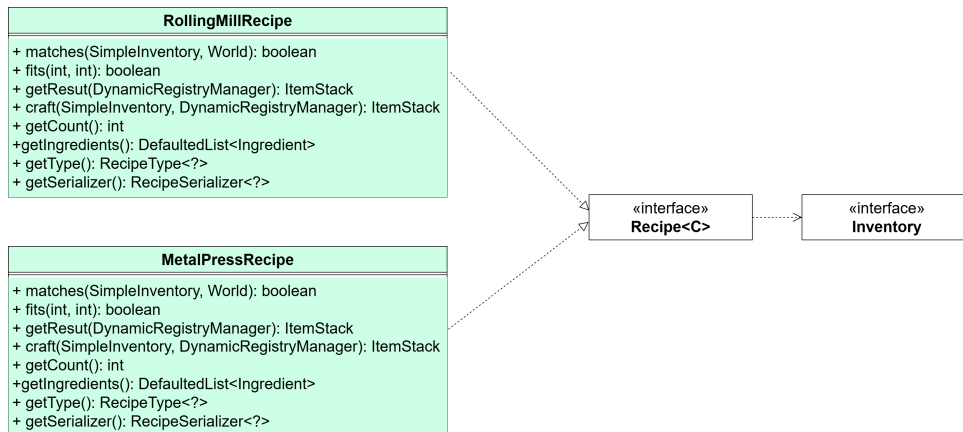 RollingMillRecipe
+ matches(SimpleInventory, World): boolean
+ fits(int, int): boolean
+ getResut(DynamicRegistryManager): ItemStack
+ craft(SimpleInventory, DynamicRegistryManager): ItemStack
+ getCount(): int
+getIngredients(): DefaultedList<Ingredient>
+ getType(): RecipeType<?>
+ getSerializer(): RecipeSerializer<?>
«interface»
Recipe<C>
«interface»
Inventory
MetalPressRecipe
+ matches(SimpleInventory, World): boolean
+ fits(int, int): boolean
+ getResut(DynamicRegistryManager): ItemStack
+ craft(SimpleInventory, DynamicRegistryManager): ItemStack
+ getCount(): int
+getIngredients(): DefaultedList<Ingredient>
+ getType(): RecipeType<?>
+ getSerializer(): RecipeSerializer<?>